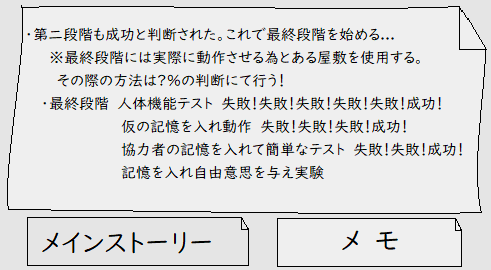 ・第二段階も成功と判断された。これで最終段階を始める…
※最終段階には実際に動作させる為とある屋敷を使用する。
その際の方法は?%の判断にて行う!
・最終段階 人体機能テスト 失敗!失敗!失敗!失敗!失敗!成功!
仮の記憶を入れ動作 失敗!失敗!失敗!成功!
協力者の記憶を入れて簡単なテスト 失敗!失敗!成功!
記憶を入れ自由意思を与え実験
メインストーリー
メモ